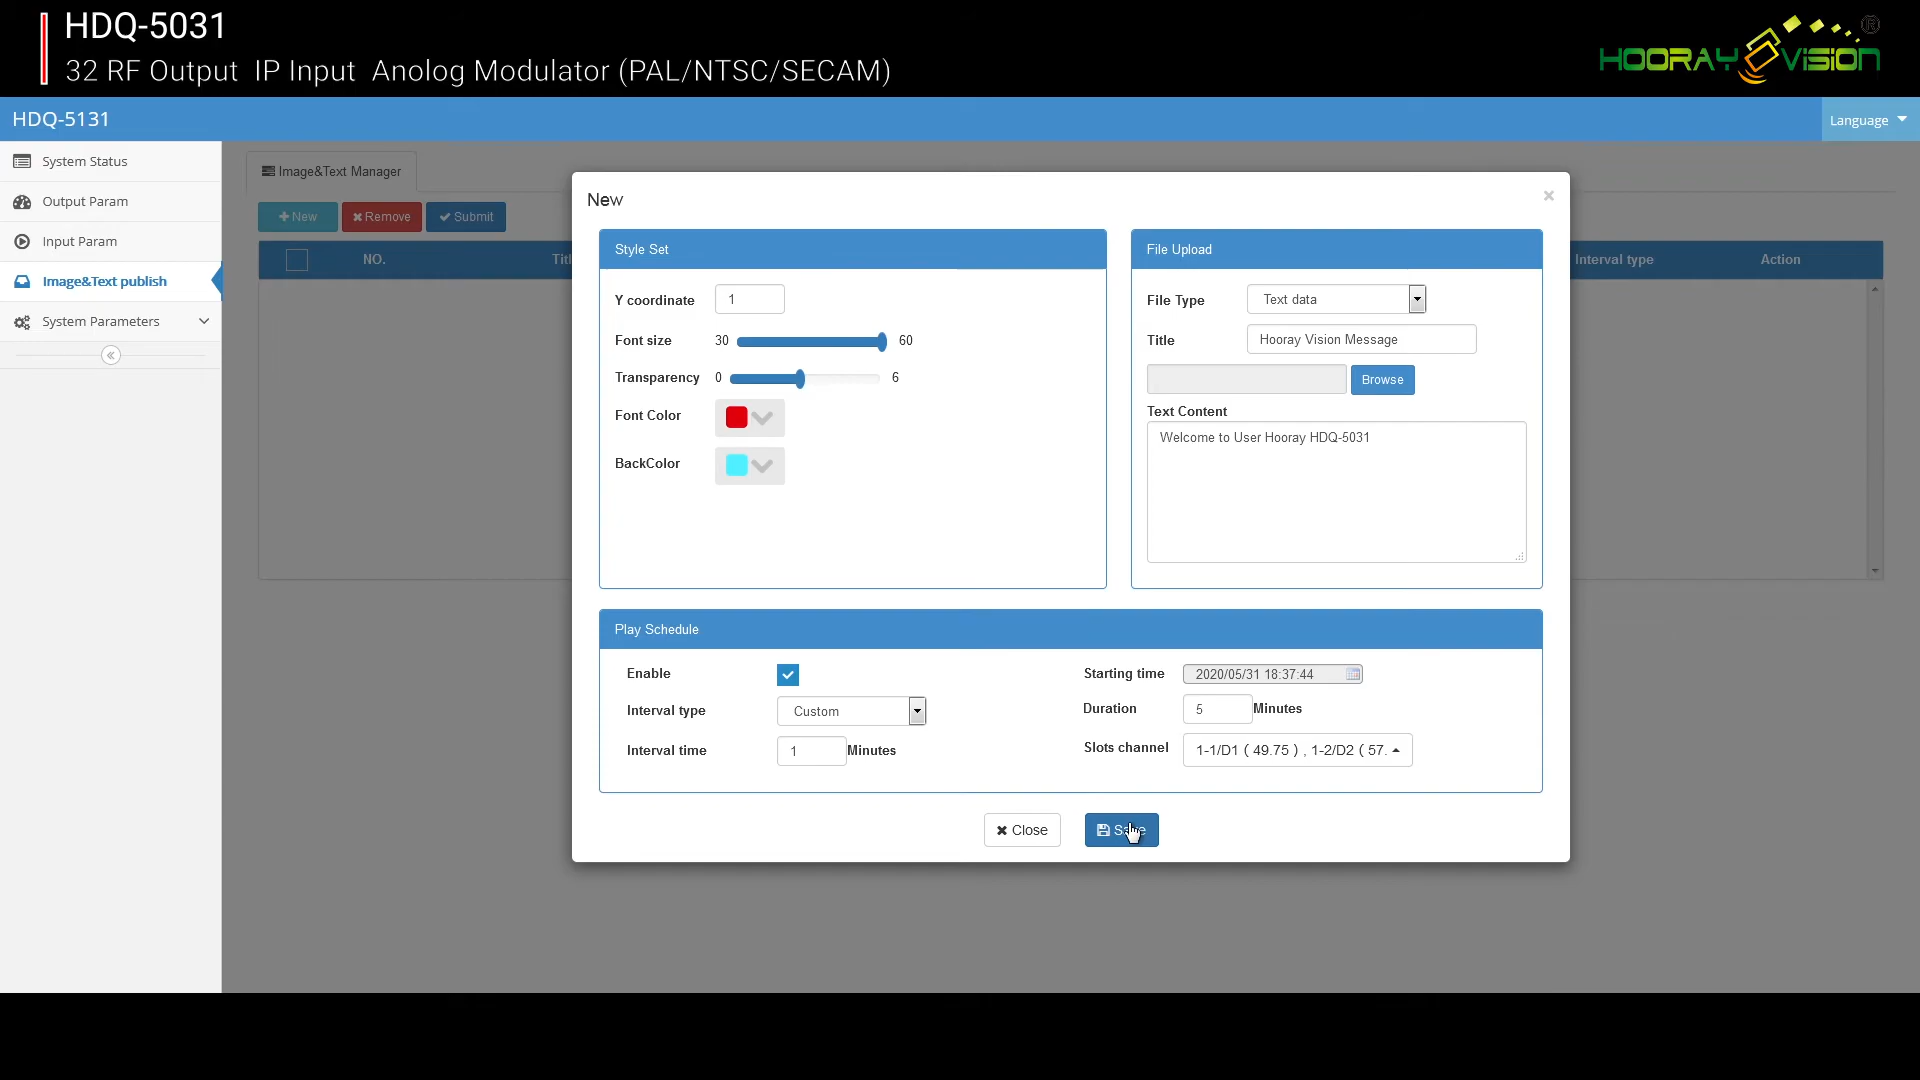 HDQ-5031
32 RF Output IP Input Anolog Modulator (PAL/NTSC/SECAM)
HOORAY VISION ®
HDQ-5131
Language
System Status
Output Param
Input Param
Image&Text publish
System Parameters
Image&Text Manager
New
Remove
Submit
NO.
Interval type
Action
New
Style Set
Y coordinate 1
Font size 30 60
Transparency 0 6
Font Color
BackColor
File Upload
File Type Text data
Title Hooray Vision Message
Browse
Text Content
Welcome to User Hooray HDQ-5031
Play Schedule
Enable
Interval type Custom
Interval time 1 Minutes
Starting time 2020/05/31 18:37:44
Duration 5 Minutes
Slots channel 1-1/D1 ( 49.75 ) , 1-2/D2 ( 57.
Close